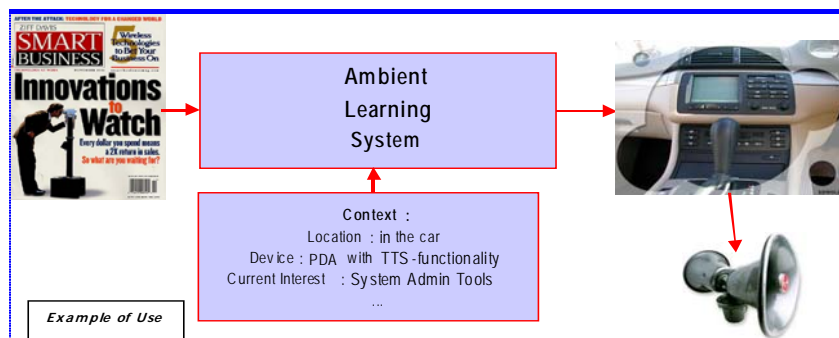 AFTER THE ATTACK: TECHNOLOGY FOR A CHANGED WORLD
ZIFF DAVIS
SMART
BUSINESS
5 Wireless
Technologies
to Bet Your
Business On
Innovations
to
Watch
Every dollar you spend means
a 2X return in sales.
So what are you waiting for?
Ambient
Learning
System
Context :
Location : in the car
Device : PDA with TTS-functionality
Current Interest : System Admin Tools
...
Example of Use